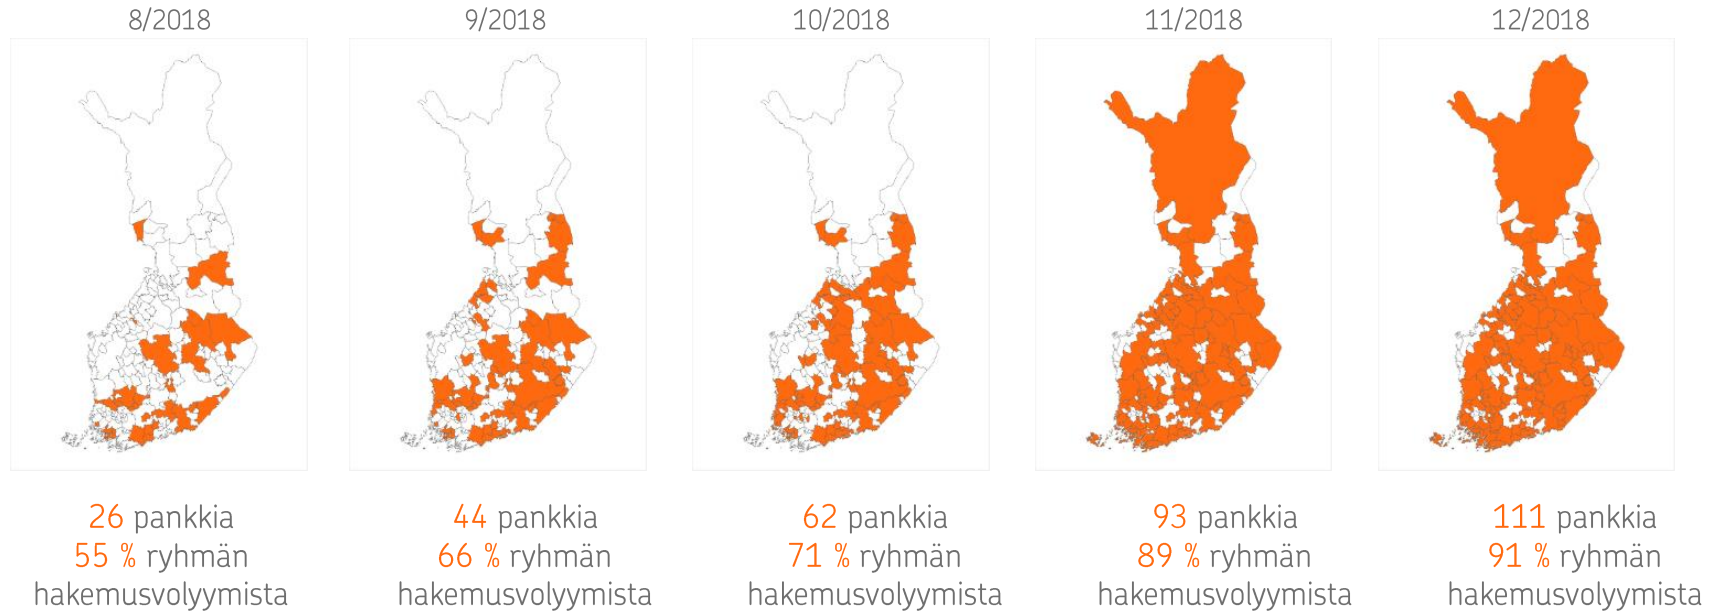 8/2018
9/2018
10/2018
11/2018
12/2018
26 pankkia
55 % ryhmän
hakemusvolyymista
44 pankkia
66 % ryhmän
hakemusvolyymista
62 pankkia
71 % ryhmän
hakemusvolyymista
93 pankkia
89 % ryhmän
hakemusvolyymista
111 pankkia
91 % ryhmän
hakemusvolyymista